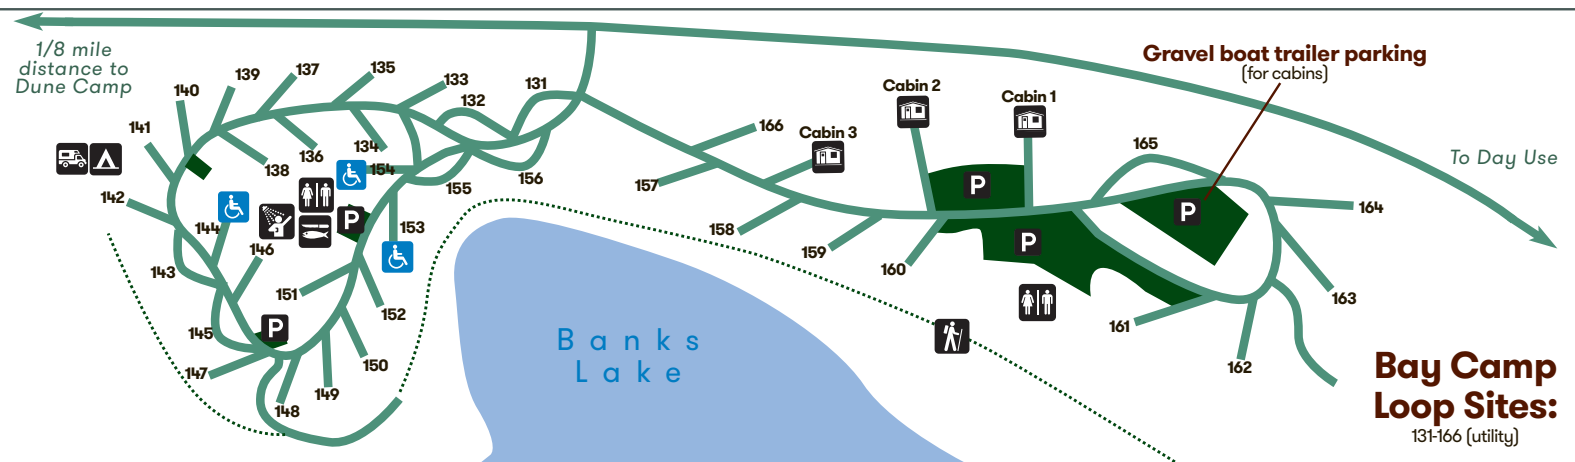 1/8 mile
distance to
Dune Camp
Gravel boat trailer parking
(for cabins)
To Day Use
140
139
137
135
133
132
131
141
138
136
134
154
155
156
142
144
146
153
143
151
152
145
147
150
149
148
166
157
158
159
160
Cabin 3
Cabin 2
Cabin 1
165
164
163
161
162
P
P
P
P
P
Banks
Lake
Bay Camp
Loop Sites:
131-166 (utility)